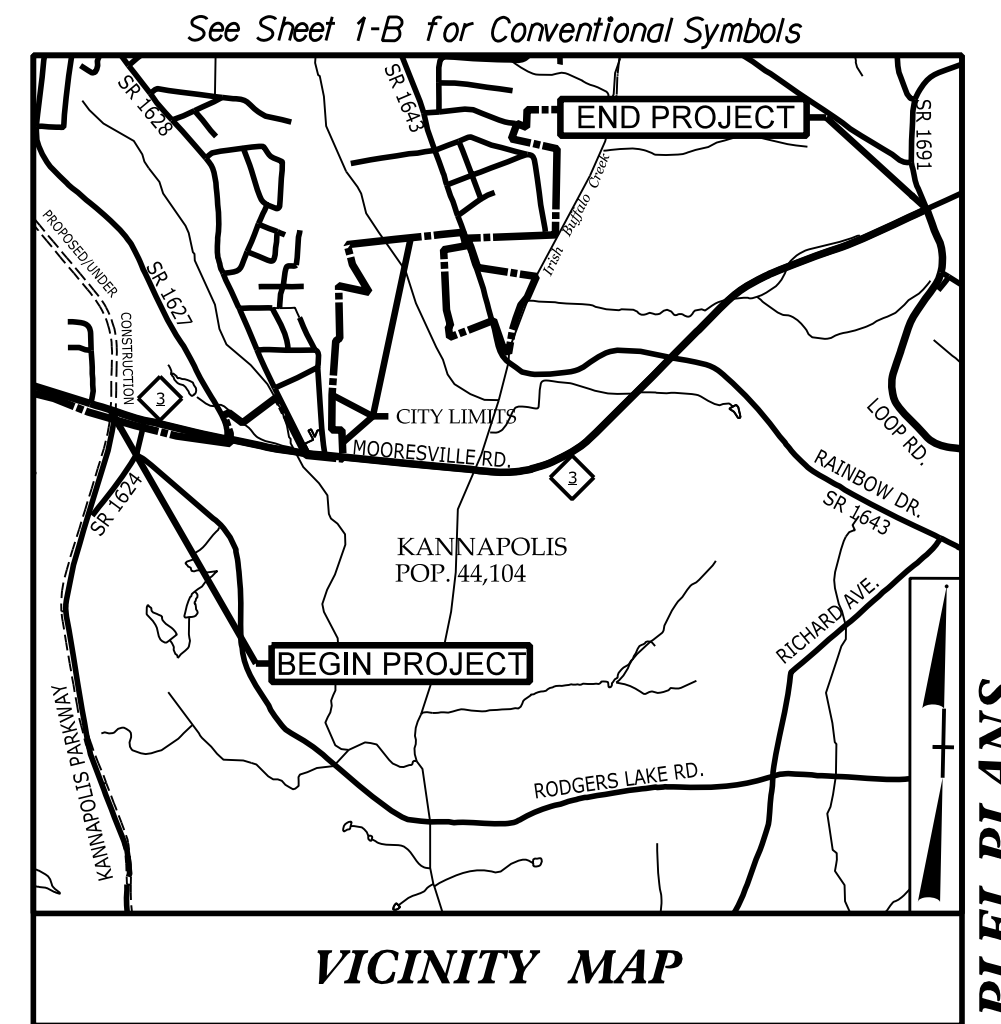 See Sheet 1-B for Conventional Symbols
SR 1628
SR 1643
END PROJECT
SR 1691
Irish Buffalo Creek
PROPOSED/UNDER
CONSTRUCTION
SR 1627
3
CITY LIMITS
MOORESVILLE RD.
LOOP RD.
3
RAINBOW DR.
SR 1643
SR 1624
KANNAPOLIS
POP. 44,104
RICHARD AVE.
BEGIN PROJECT
KANNAPOLIS PARKWAY
RODGERS LAKE RD.
VICINITY MAP
PLANS